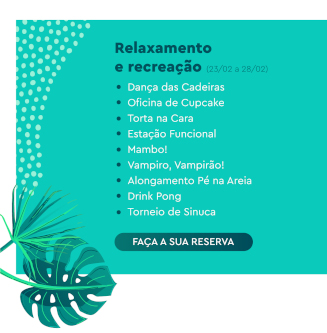 Relaxamento
e recreação (23/02 a 28/02)
• Dança das Cadeiras
• Oficina de Cupcake
• Torta na Cara
• Estação Funcional
• Mambo!
• Vampiro, Vampirão!
• Alongamento Pé na Areia
• Drink Pong
• Torneio de Sinuca
FAÇA A SUA RESERVA